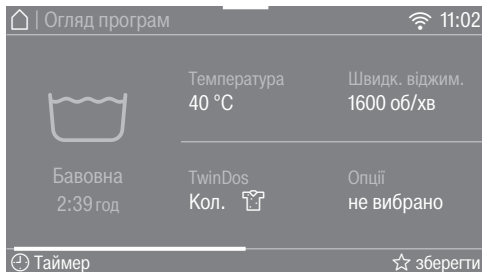 | Огляд програм
11:02
Температура
40 °C
Швидк. віджим.
1600 об/хв
Бавовна
2:39 год
TwinDos
Кол.
Опції
не вибрано
Таймер
зберегти